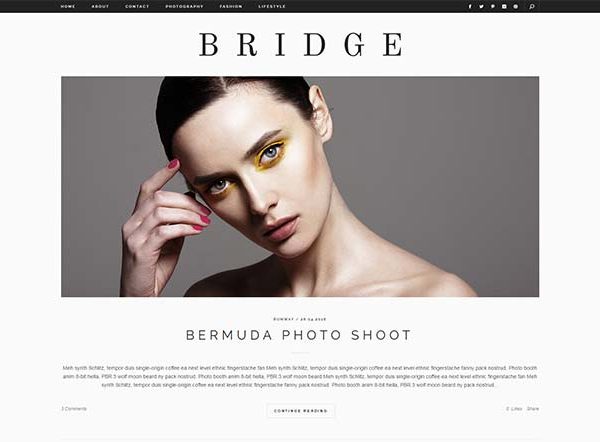 HOME ABOUT CONTACT PHOTOGRAPHY FASHION LIFESTYLE
BRIDGE
RUNWAY / 28.04.2016
BERMUDA PHOTO SHOOT
Meh synth Schlitz, tempor duis single-origin coffee ea next level ethnic fingerstache fan Meh synth Schlitz, tempor duis single-origin coffee ea next level ethnic fingerstache fanny pack nostrud. Photo booth
anim 8-bit hella, PBR 3 wolf moon beard ny pack nostrud. Photo booth anim 8-bit hella, PBR 3 wolf moon beard Meh synth Schlitz, tempor duis single-origin coffee ea next level ethnic fingerstache fan Meh
synth Schlitz, tempor duis single-origin coffee ea next level ethnic fingerstache fanny pack nostrud. Photo booth anim 8-bit hella, PBR 3 wolf moon beard ny pack nostrud...
3 Comments
CONTINUE READING
0 Likes Share